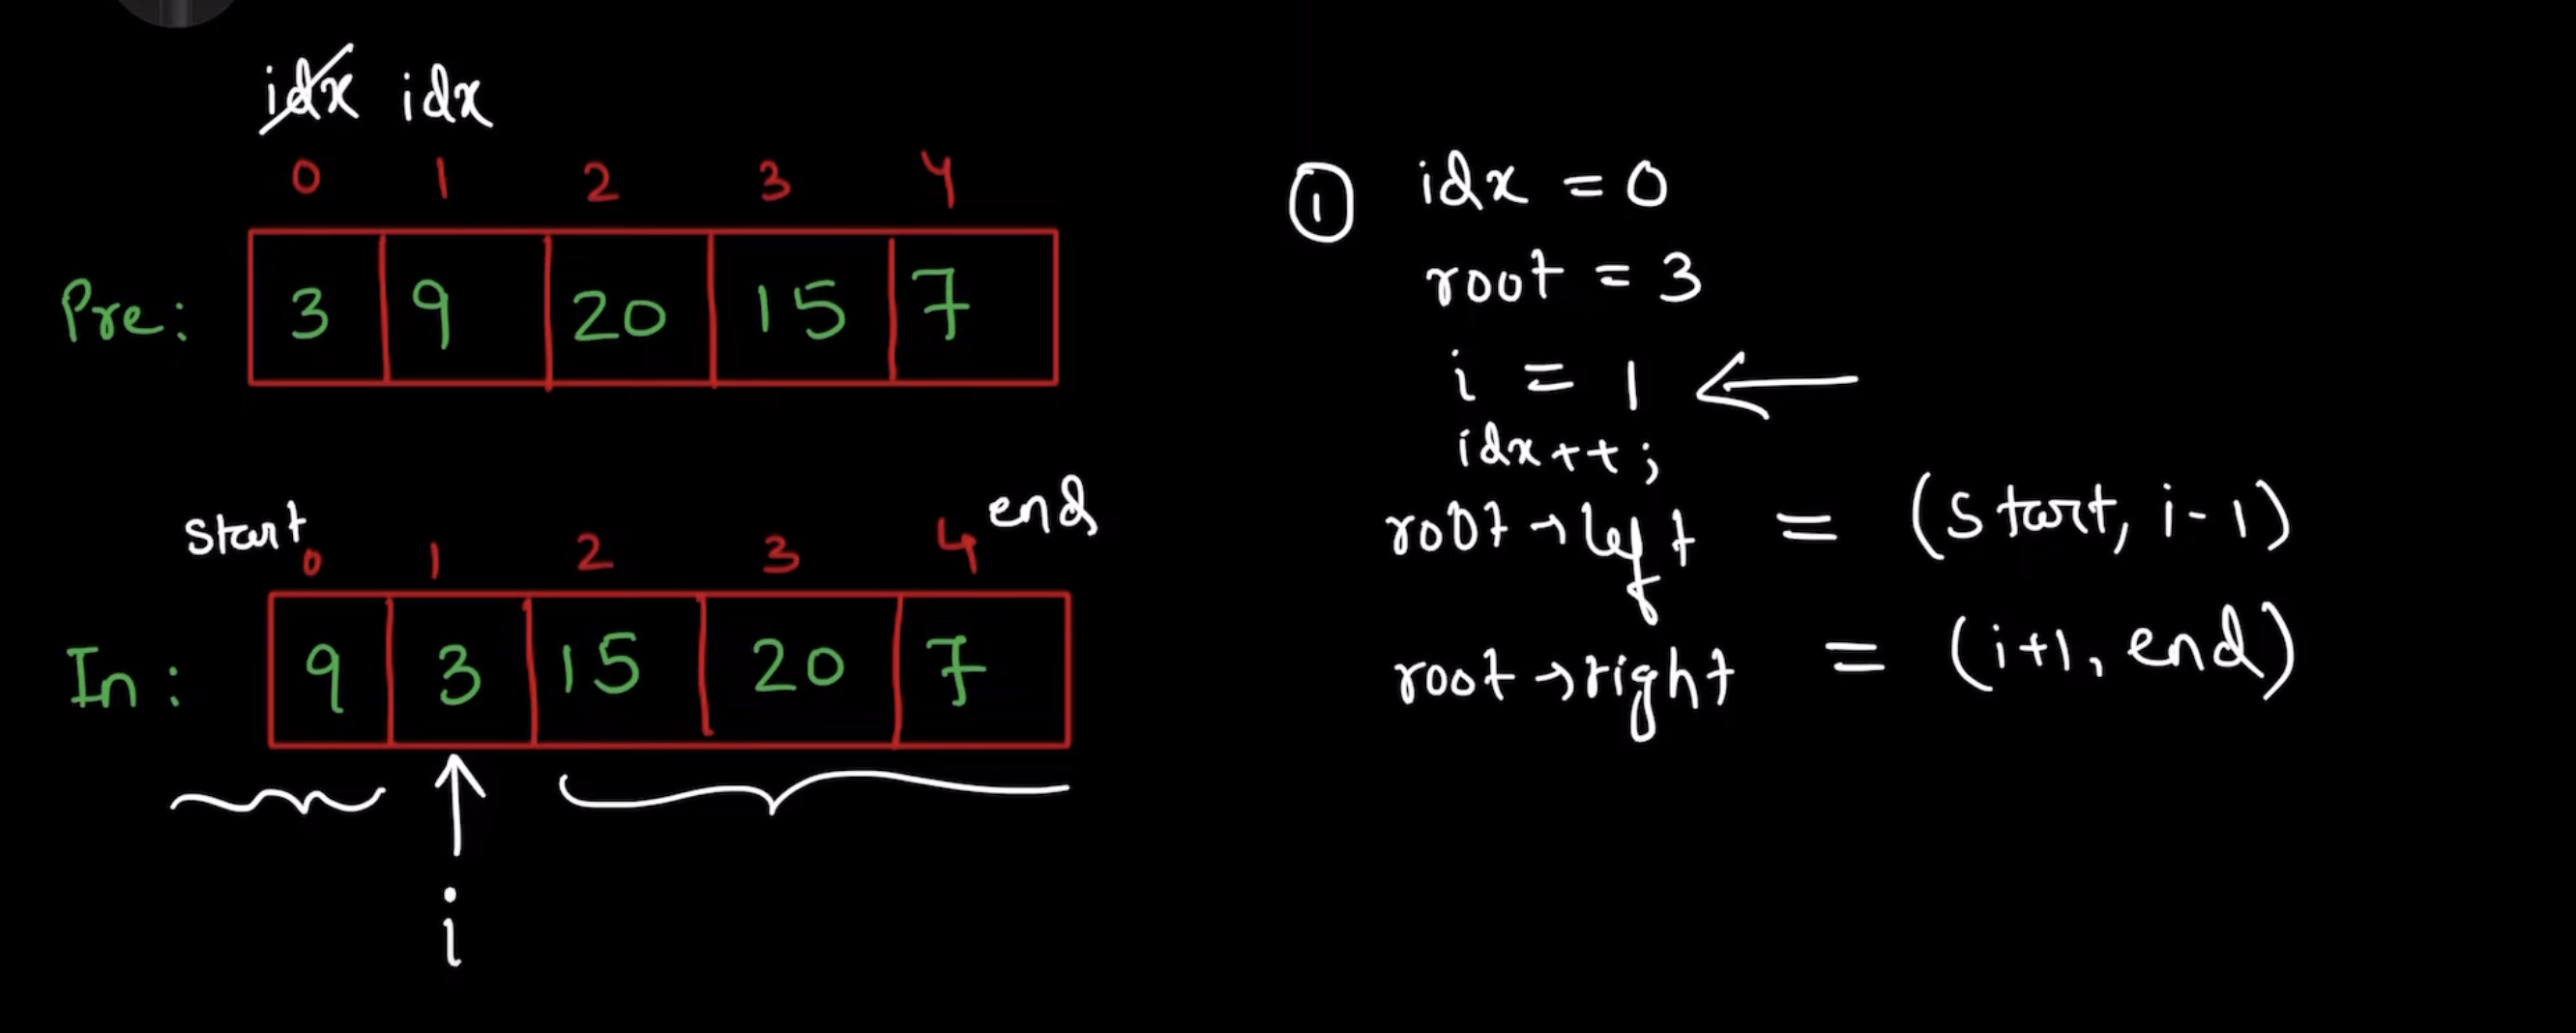 idx idx
0 1 2 3 4
Pre: 3 9 20 15 7
start 0 1 2 3 4 end
In: 9 3 15 20 7
i
① idx = 0
root = 3
i = 1 ←
idx++;
root→left = (start, i-1)
root→right = (i+1, end)